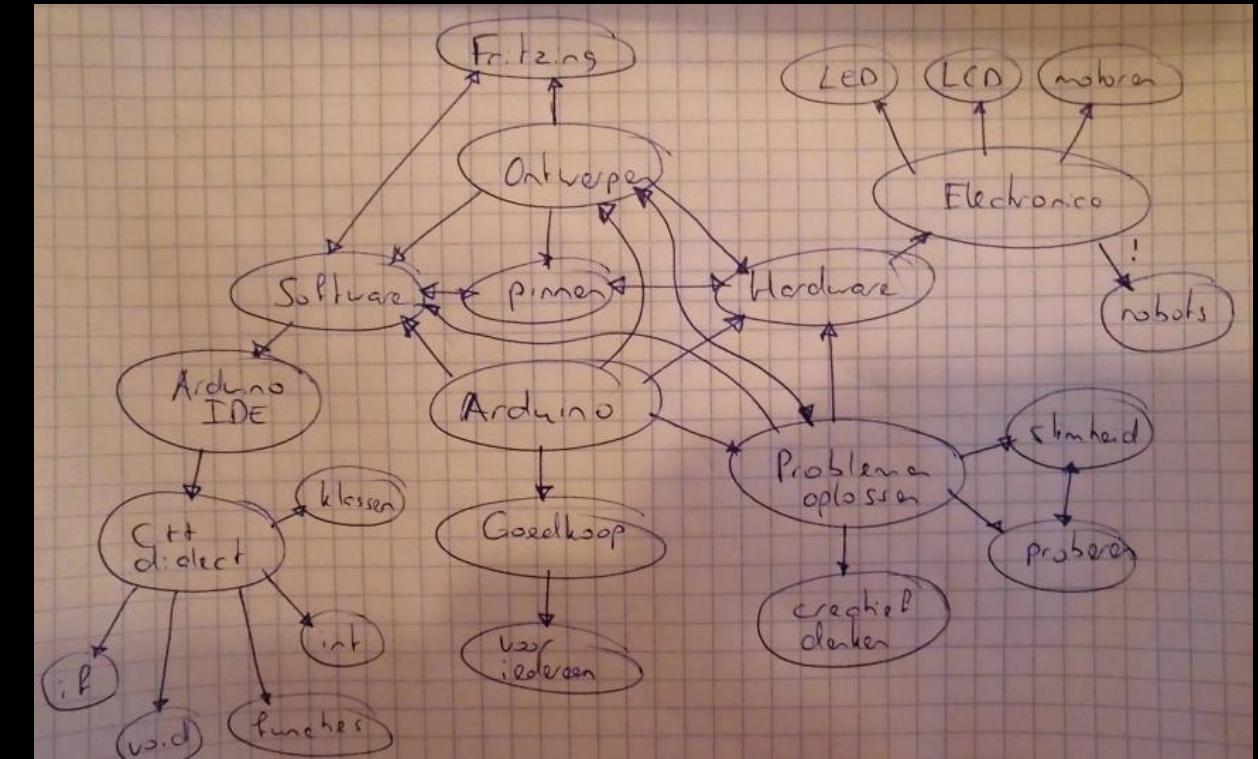 Fritzing
LED
LCD
motoren
Ontwerpen
Electronica
Software
pinnen
Hardware
!
robots
Arduino
IDE
Arduino
slimheid
Problemen
oplossen
klassen
C++
dialect
Goedkoop
proberen
creatief
denken
int
voor
iedereen
if
void
functies